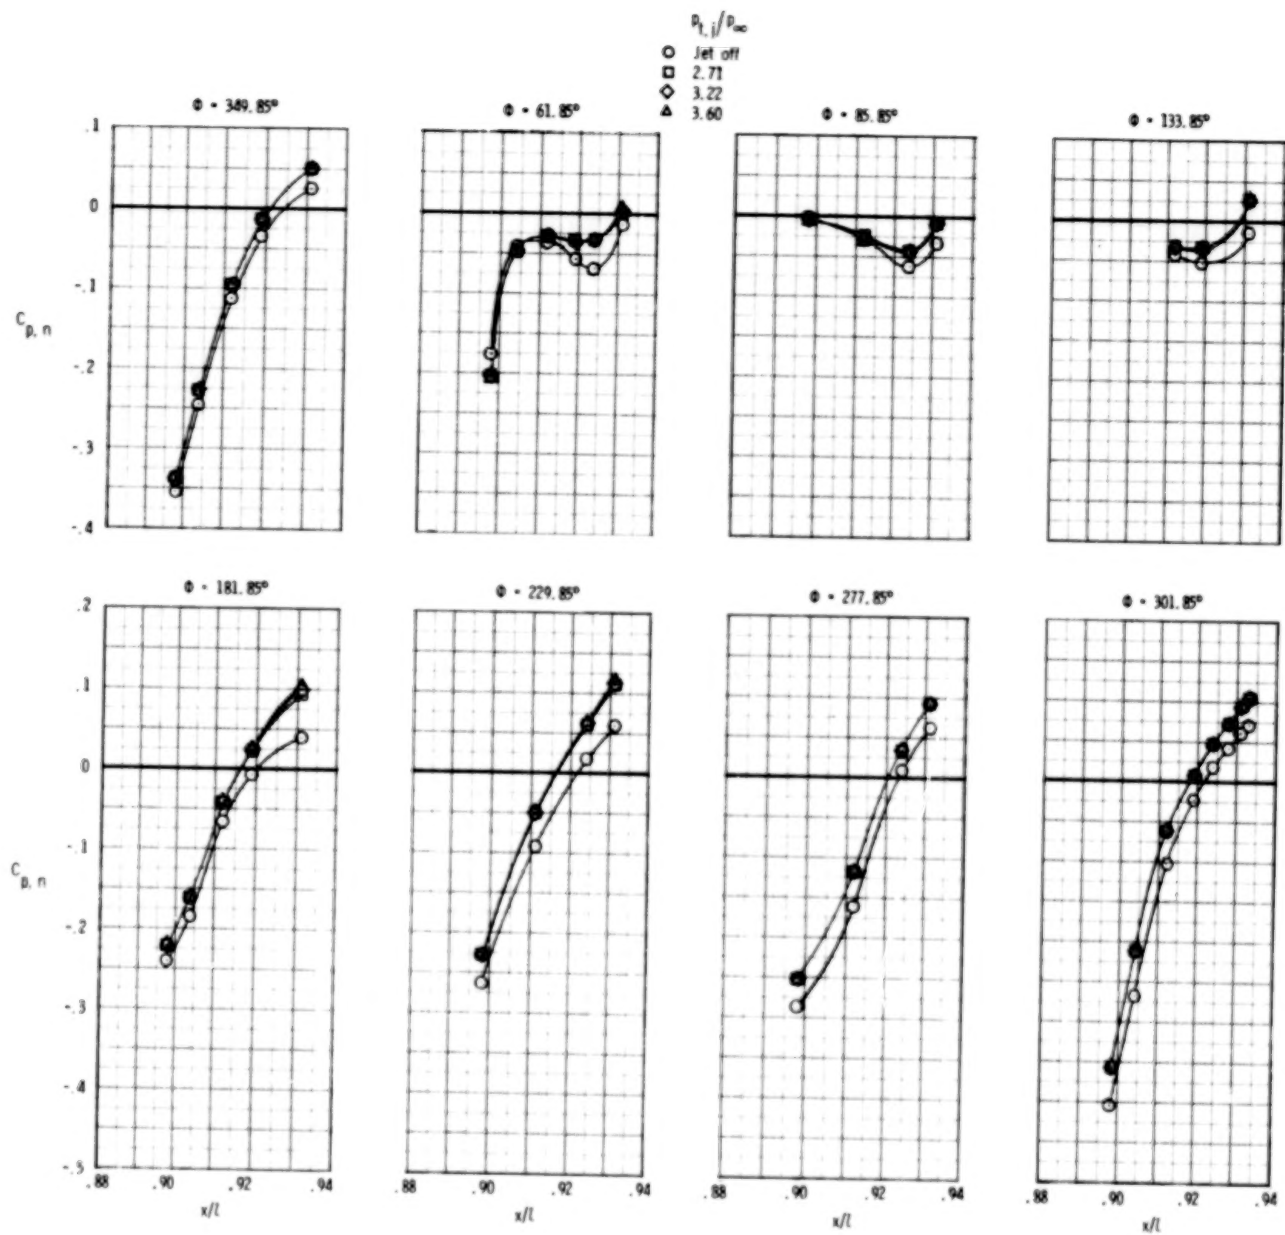 p_t,j/p_∞
Jet off
2.71
3.22
3.60
Φ = 349.85°
Φ = 61.85°
Φ = 85.85°
Φ = 133.85°
.1
0
-.1
C_p,n
-.2
-.3
-.4
Φ = 181.85°
Φ = 229.85°
Φ = 277.85°
Φ = 301.85°
.2
.1
0
-.1
C_p,n
-.2
-.3
-.4
-.5
.88 .90 .92 .94
.90 .92 .94
.88 .90 .92 .94
.88 .90 .92 .94
x/l
x/l
x/l
x/l